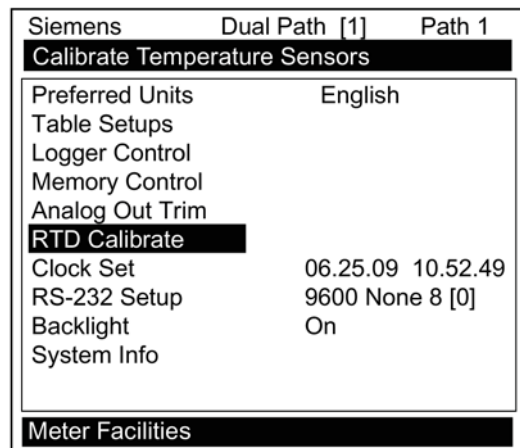 Siemens Dual Path [1] Path 1
Calibrate Temperature Sensors
Preferred Units English
Table Setups
Logger Control
Memory Control
Analog Out Trim
RTD Calibrate
Clock Set 06.25.09 10.52.49
RS-232 Setup 9600 None 8 [0]
Backlight On
System Info
Meter Facilities